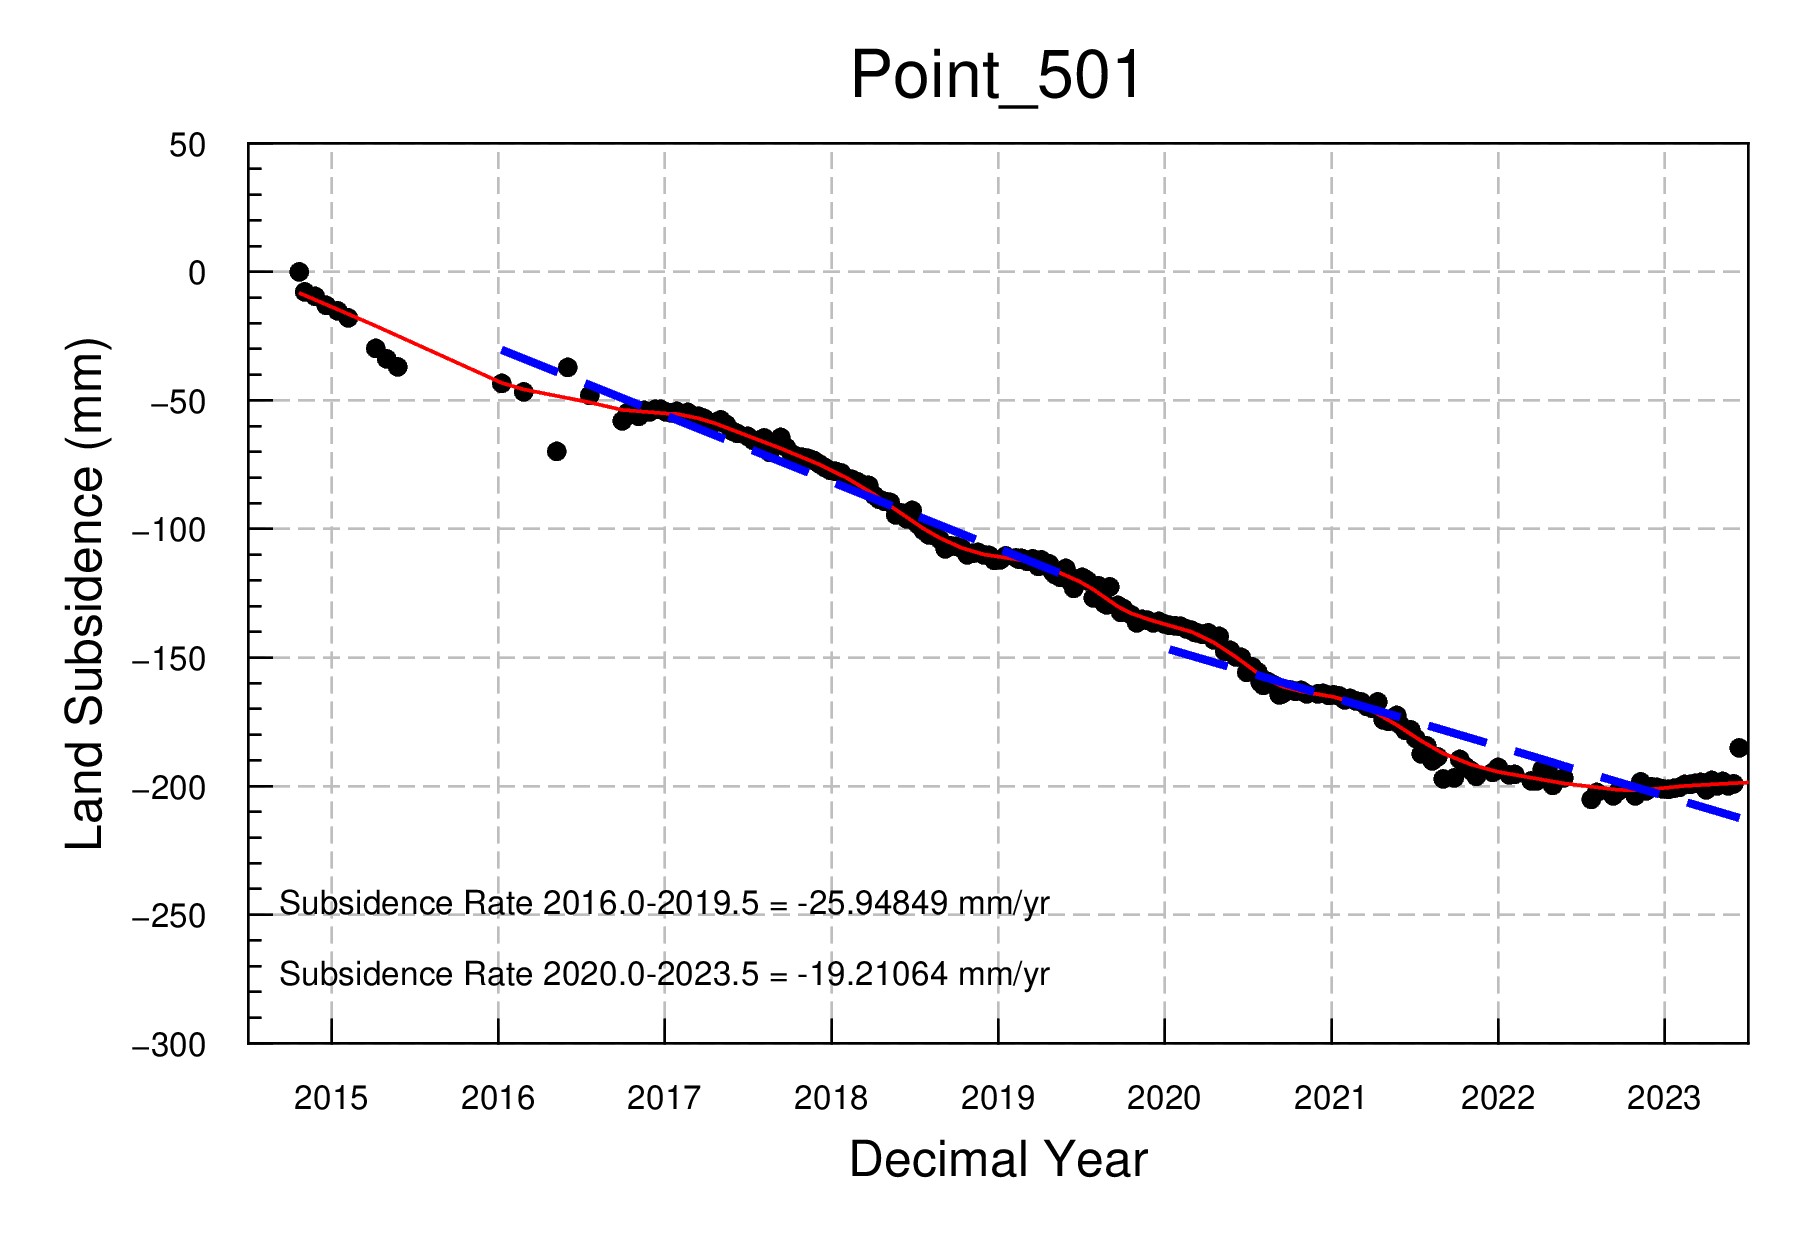 Point_501
50
0
−50
−100
−150
−200
−250
−300
Land Subsidence (mm)
Subsidence Rate 2016.0-2019.5 = -25.94849 mm/yr
Subsidence Rate 2020.0-2023.5 = -19.21064 mm/yr
2015 2016 2017 2018 2019 2020 2021 2022 2023
Decimal Year